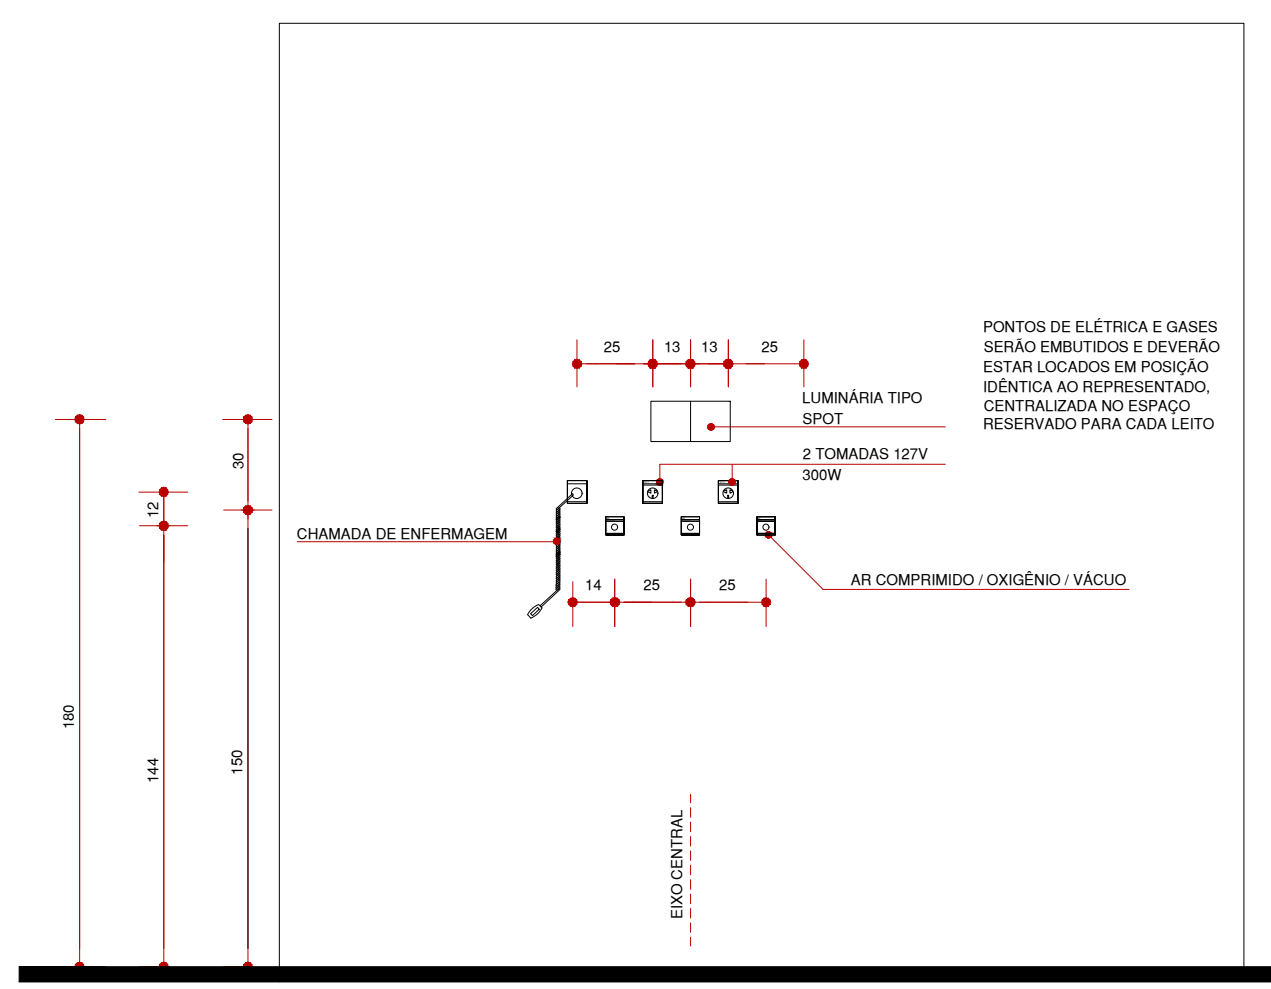 25 13 13 25
PONTOS DE ELÉTRICA E GASES
SERÃO EMBUTIDOS E DEVERÃO
ESTAR LOCADOS EM POSIÇÃO
IDÊNTICA AO REPRESENTADO,
CENTRALIZADA NO ESPAÇO
RESERVADO PARA CADA LEITO
LUMINÁRIA TIPO
SPOT
2 TOMADAS 127V
300W
30
12
CHAMADA DE ENFERMAGEM
AR COMPRIMIDO / OXIGÊNIO / VÁCUO
14 25 25
180
144
150
EIXO CENTRAL